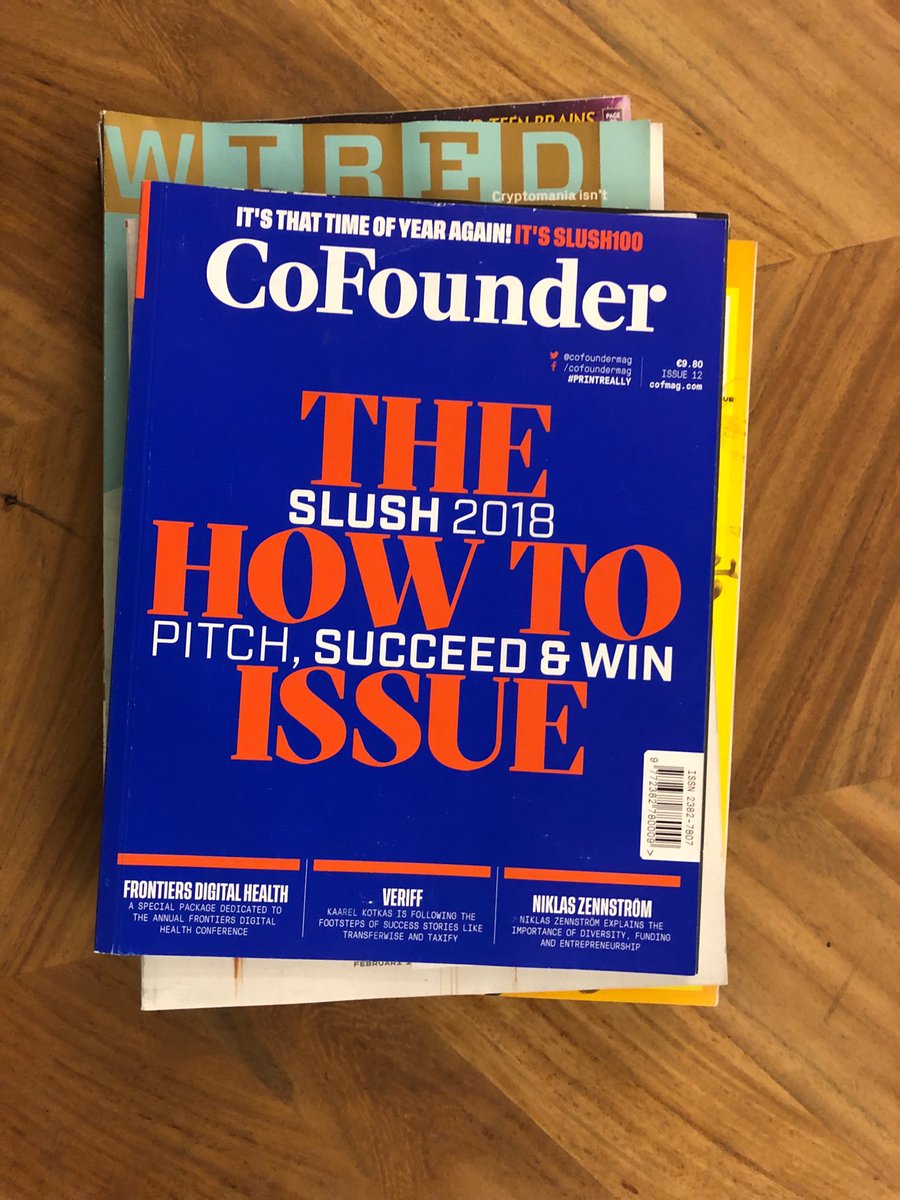 TEEN BRAINS
PAGE
WIRED
Cryptomania isn't
IT'S THAT TIME OF YEAR AGAIN! IT'S SLUSH100
CoFounder
@cofoundermag
/cofoundermag
#PRINTREALLY
€9.80
ISSUE 12
cofmag.com
THE
SLUSH 2018
HOW TO
PITCH, SUCCEED & WIN
ISSUE
ISSN 2382-7807
9 772382 780009 >
FRONTIERS DIGITAL HEALTH
A SPECIAL PACKAGE DEDICATED TO
THE ANNUAL FRONTIERS DIGITAL
HEALTH CONFERENCE
VERIFF
KAAREL KOTKAS IS FOLLOWING THE
FOOTSTEPS OF SUCCESS STORIES LIKE
TRANSFERWISE AND TAXIFY
NIKLAS ZENNSTRÖM
NIKLAS ZENNSTRÖM EXPLAINS THE
IMPORTANCE OF DIVERSITY, FUNDING
AND ENTREPRENEURSHIP
FEBRUARY